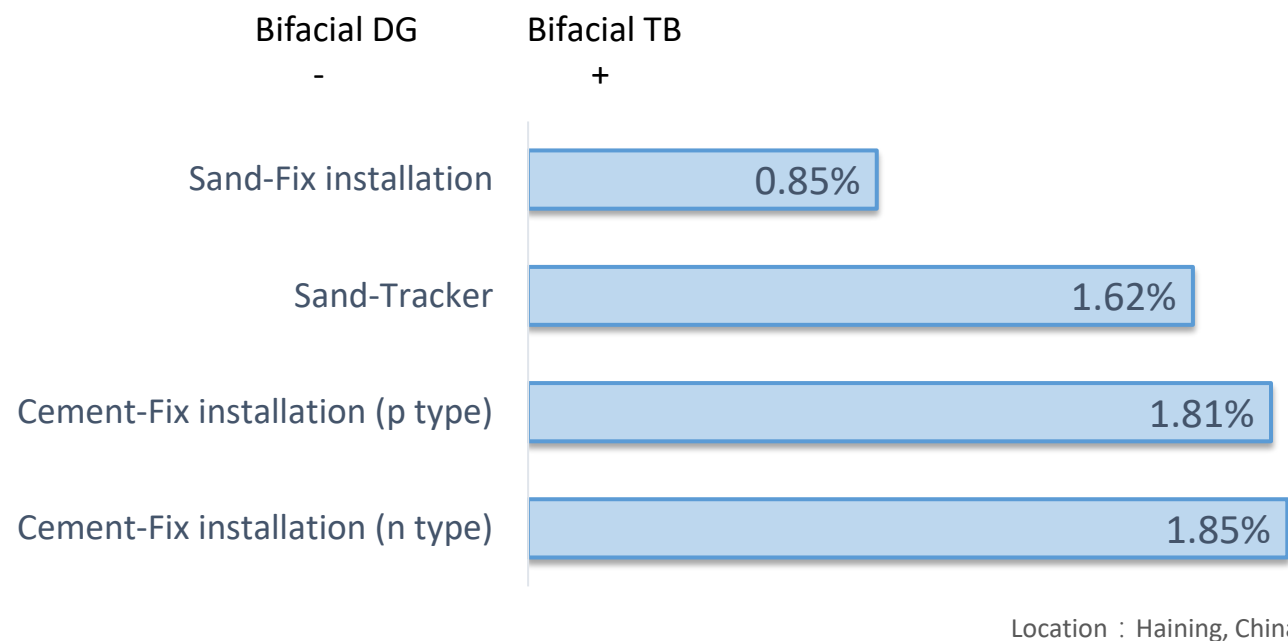 Bifacial DG Bifacial TB
- +
Sand-Fix installation 0.85%
Sand-Tracker 1.62%
Cement-Fix installation (p type) 1.81%
Cement-Fix installation (n type) 1.85%
Location：Haining, China